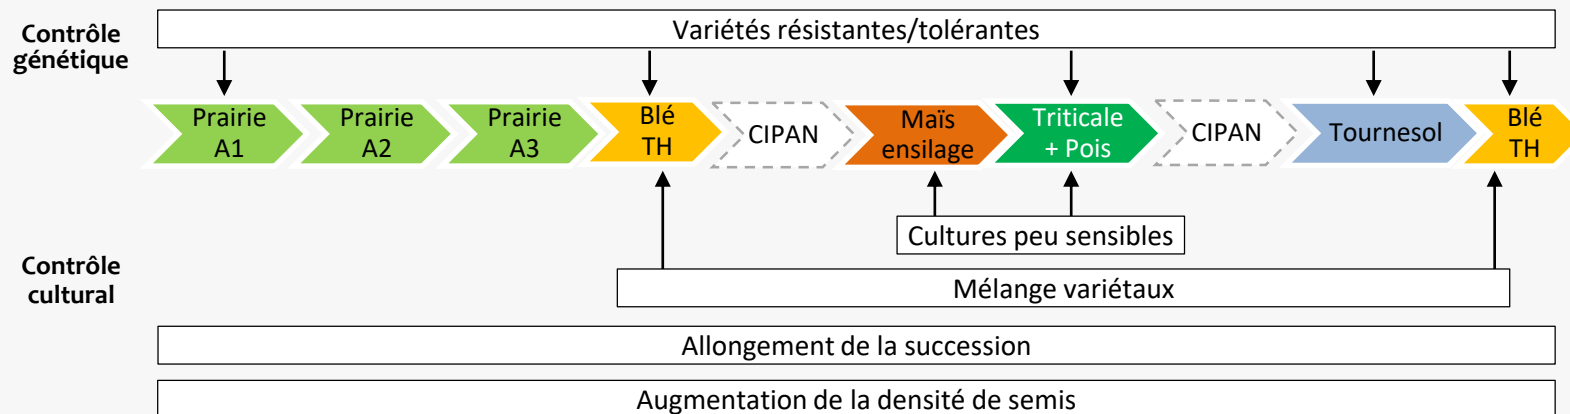 Contrôle
génétique
Variétés résistantes/tolérantes
Prairie
A1
Prairie
A2
Prairie
A3
Blé
TH
CIPAN
Maïs
ensilage
Triticale
+ Pois
CIPAN
Tournesol
Blé
TH
Contrôle
cultural
Cultures peu sensibles
Mélange variétaux
Allongement de la succession
Augmentation de la densité de semis